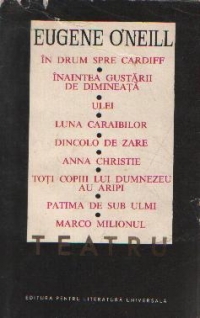 EUGENE O'NEILL
ÎN DRUM SPRE CARDIFF
ÎNAINTEA GUSTĂRII
DE DIMINEAȚĂ
ULEI
LUNA CARAIBILOR
DINCOLO DE ZARE
ANNA CHRISTIE
TOȚI COPIII LUI DUMNEZEU
AU ARIPI
PATIMA DE SUB ULMI
MARCO MILIONUL
TEATRU
EDITURA PENTRU LITERATURA UNIVERSALĂ